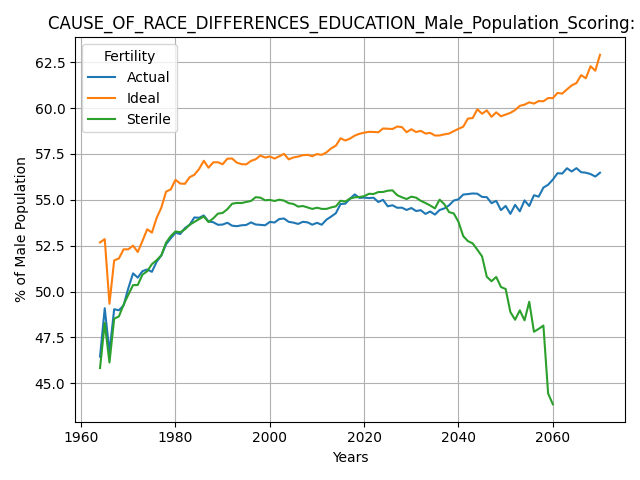 CAUSE_OF_RACE_DIFFERENCES_EDUCATION_Male_Population_Scoring:
Fertility
Actual
Ideal
Sterile
% of Male Population
62.5
60.0
57.5
55.0
52.5
50.0
47.5
45.0
1960
1980
2000
2020
2040
2060
Years